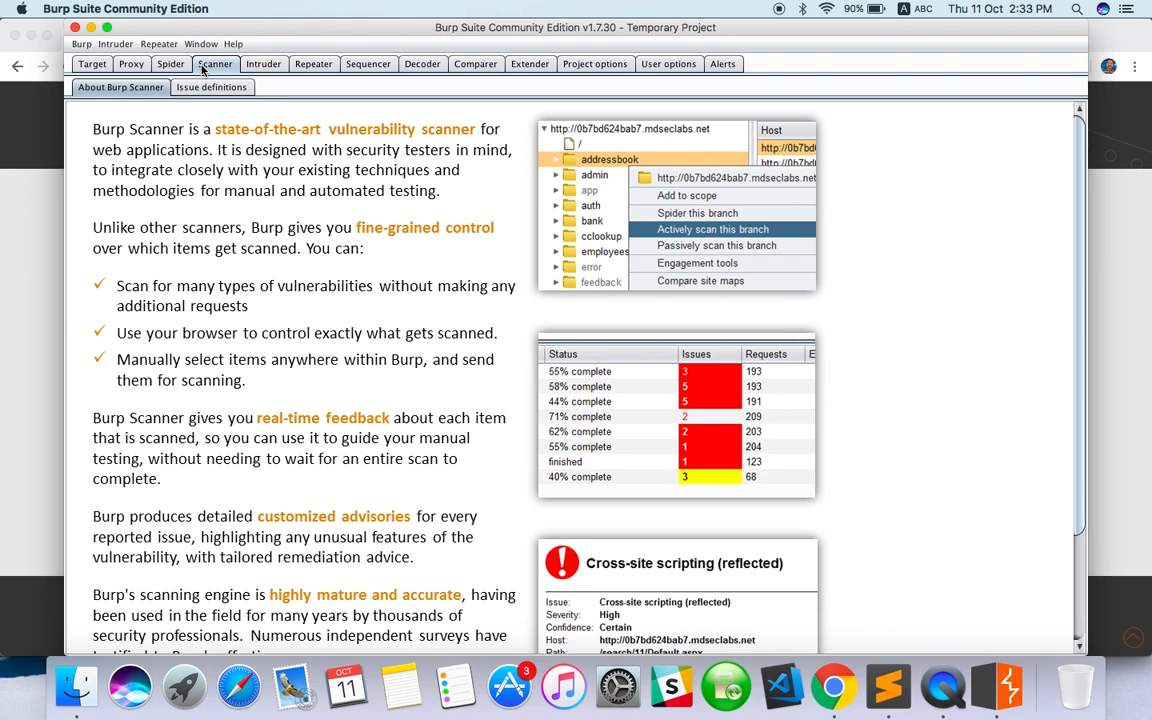 Burp Suite Community Edition
90%
A ABC
Thu 11 Oct 2:33 PM
Burp Suite Community Edition v1.7.30 - Temporary Project
Burp Intruder Repeater Window Help
Target Proxy Spider Scanner Intruder Repeater Sequencer Decoder Comparer Extender Project options User options Alerts
About Burp Scanner Issue definitions
Burp Scanner is a state-of-the-art vulnerability scanner for
web applications. It is designed with security testers in mind,
to integrate closely with your existing techniques and
methodologies for manual and automated testing.
Unlike other scanners, Burp gives you fine-grained control
over which items get scanned. You can:
Scan for many types of vulnerabilities without making any
additional requests
Use your browser to control exactly what gets scanned.
Manually select items anywhere within Burp, and send
them for scanning.
Burp Scanner gives you real-time feedback about each item
that is scanned, so you can use it to guide your manual
testing, without needing to wait for an entire scan to
complete.
Burp produces detailed customized advisories for every
reported issue, highlighting any unusual features of the
vulnerability, with tailored remediation advice.
Burp's scanning engine is highly mature and accurate, having
been used in the field for many years by thousands of
security professionals. Numerous independent surveys have
http://0b7bd624bab7.mdseclabs.net
/
addressbook
admin
app
auth
bank
cclookup
employees
error
feedback
Host
http://0b7bd
http://0b7bd
http://0b7bd624bab7.mdseclabs.net
Add to scope
Spider this branch
Actively scan this branch
Passively scan this branch
Engagement tools
Compare site maps
Status Issues Requests E
55% complete 3 193
58% complete 5 193
44% complete 5 191
71% complete 2 209
62% complete 2 203
55% complete 1 204
finished 1 123
40% complete 3 68
Cross-site scripting (reflected)
Issue: Cross-site scripting (reflected)
Severity: High
Confidence: Certain
Host: http://0b7bd624bab7.mdseclabs.net
Path: /search/11/Default.aspx
OCT
11
3